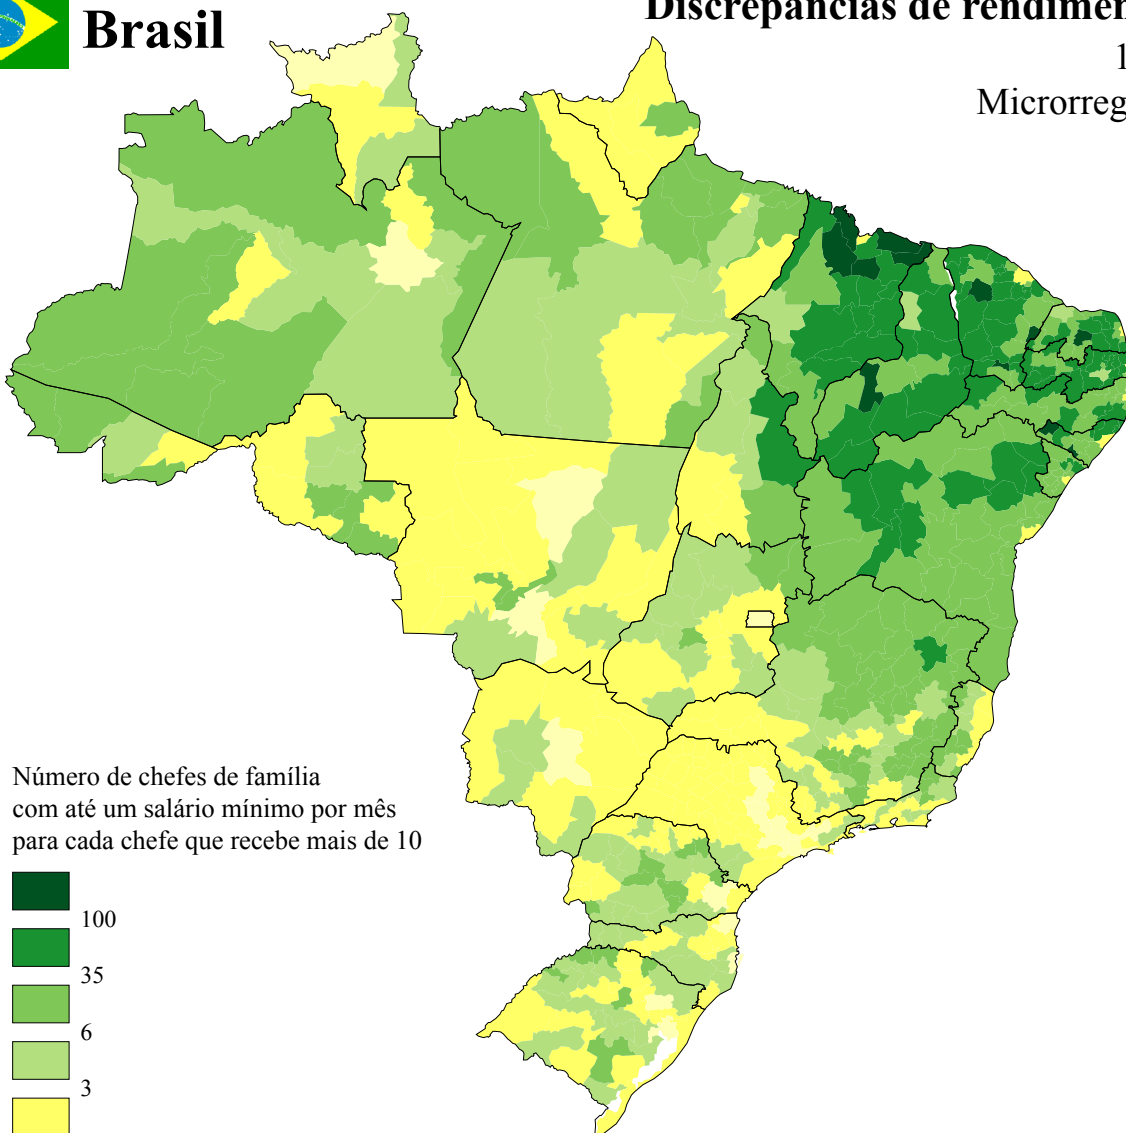 Brasil
Discrepâncias de rendimen
1
Microrreg
Número de chefes de família
com até um salário mínimo por mês
para cada chefe que recebe mais de 10
100
35
6
3